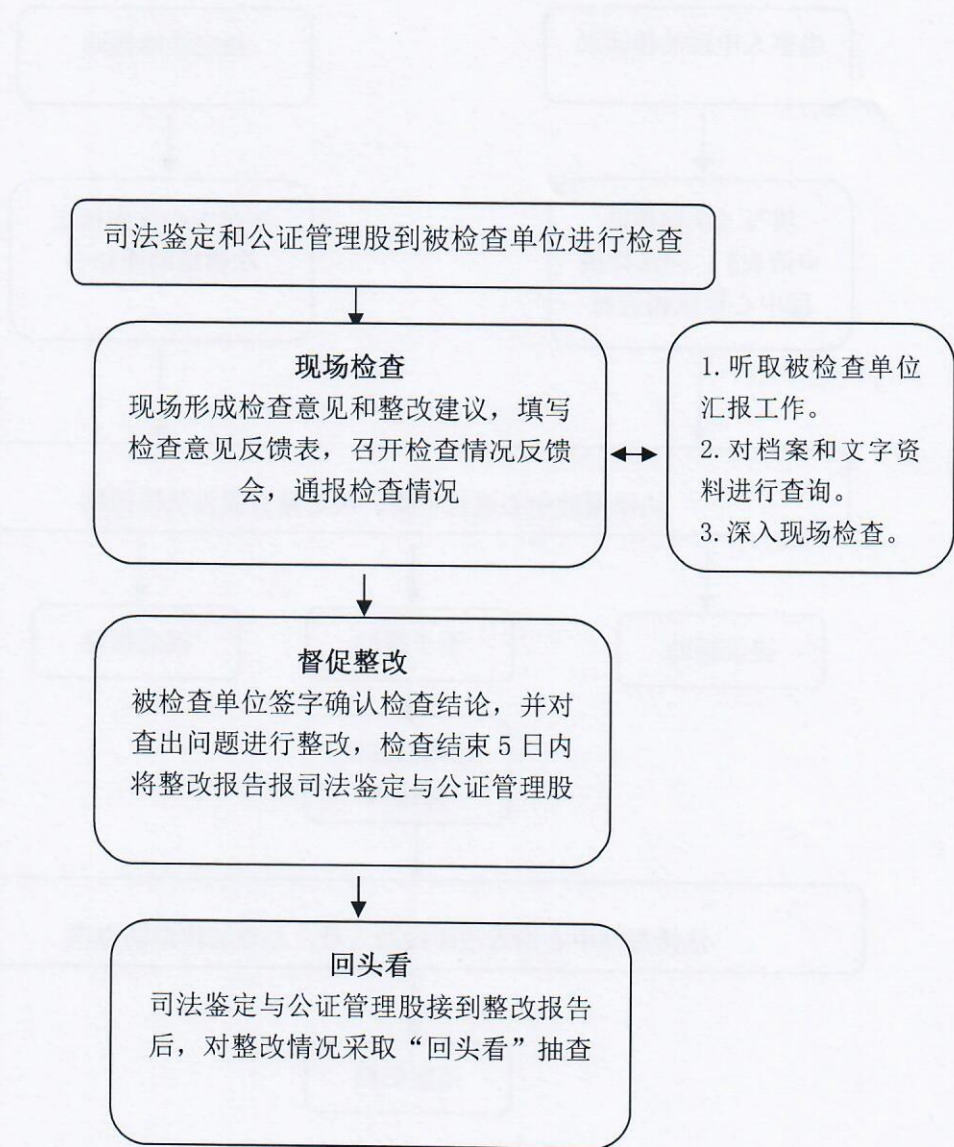 司法鉴定和公证管理股到被检查单位进行检查
现场检查
现场形成检查意见和整改建议，填写
检查意见反馈表，召开检查情况反馈
会，通报检查情况
1.听取被检查单位
汇报工作。
2.对档案和文字资
料进行查询。
3.深入现场检查。
督促整改
被检查单位签字确认检查结论，并对
查出问题进行整改，检查结束5日内
将整改报告报司法鉴定与公证管理股
回头看
司法鉴定与公证管理股接到整改报告
后，对整改情况采取“回头看”抽查